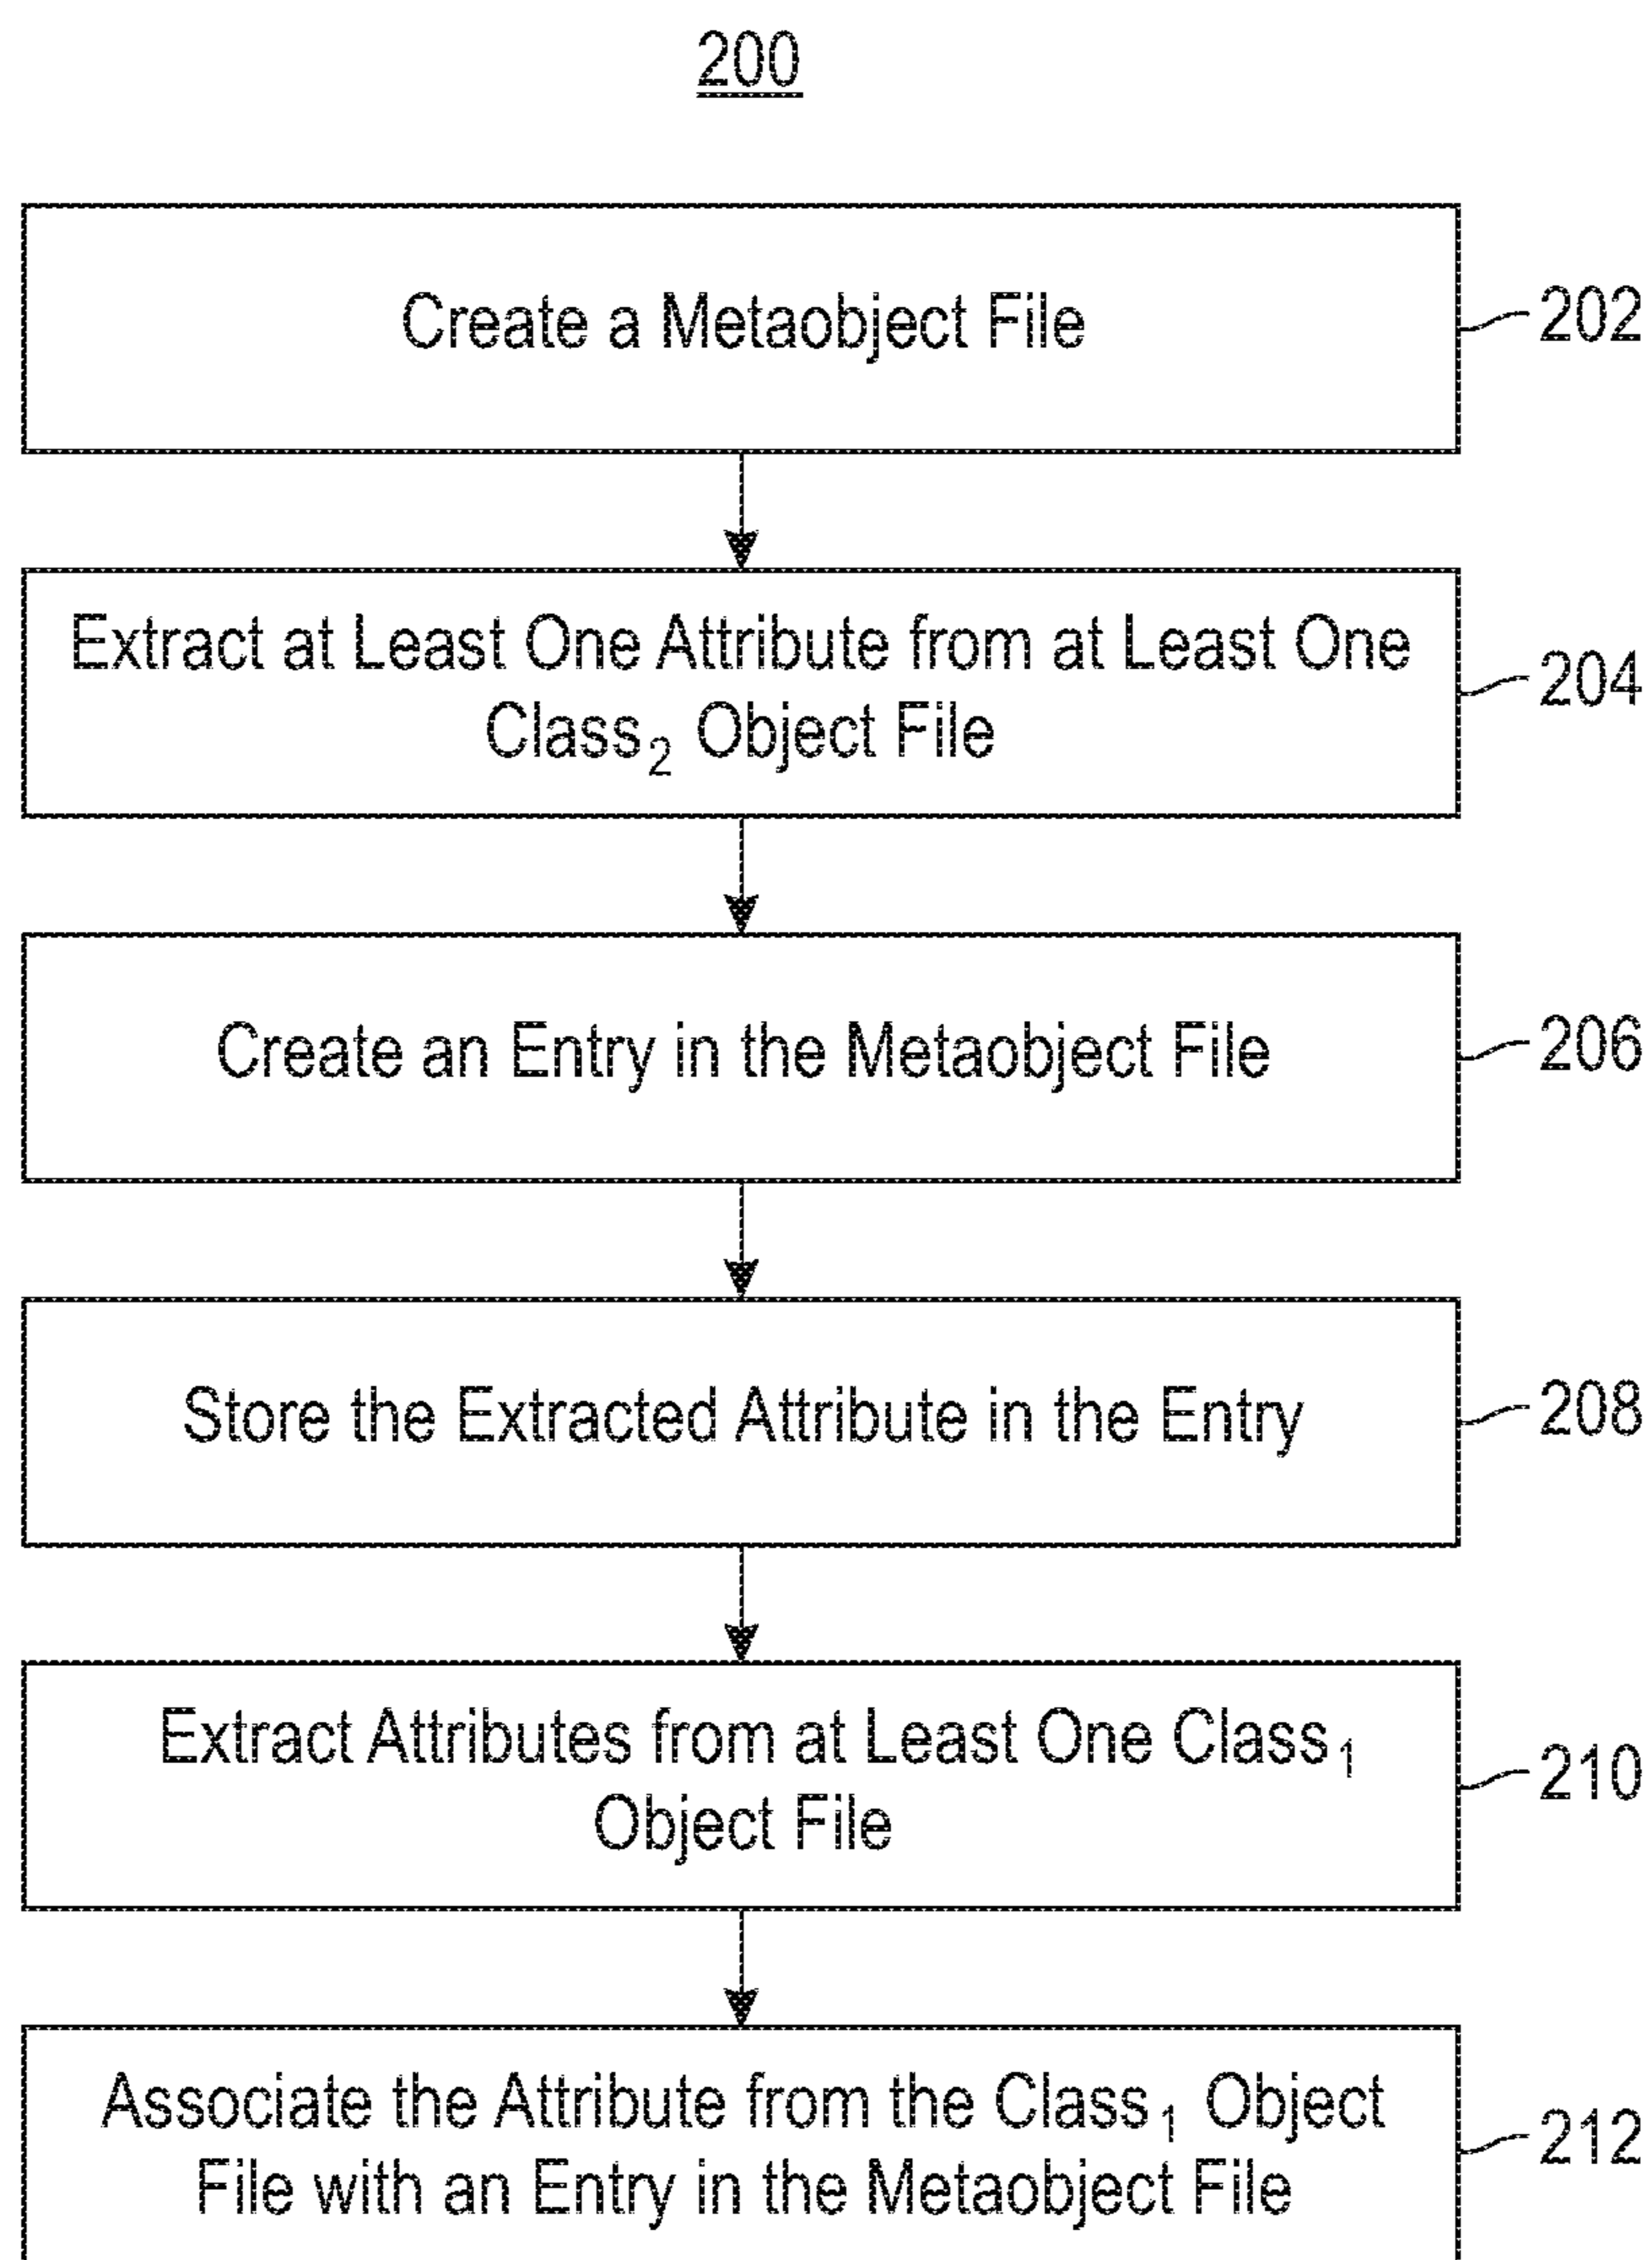 200
Create a Metaobject File
202
Extract at Least One Attribute from at Least One
Class₂ Object File
204
Create an Entry in the Metaobject File
206
Store the Extracted Attribute in the Entry
208
Extract Attributes from at Least One Class₁
Object File
210
Associate the Attribute from the Class₁ Object
File with an Entry in the Metaobject File
212